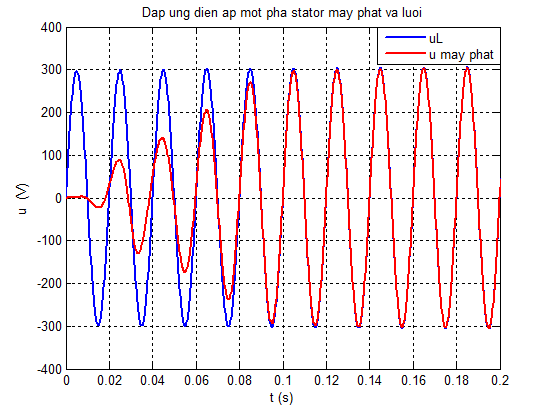 Dap ung dien ap mot pha stator may phat va luoi
uL
u may phat
u (V)
400
300
200
100
0
-100
-200
-300
-400
0 0.02 0.04 0.06 0.08 0.1 0.12 0.14 0.16 0.18 0.2
t (s)